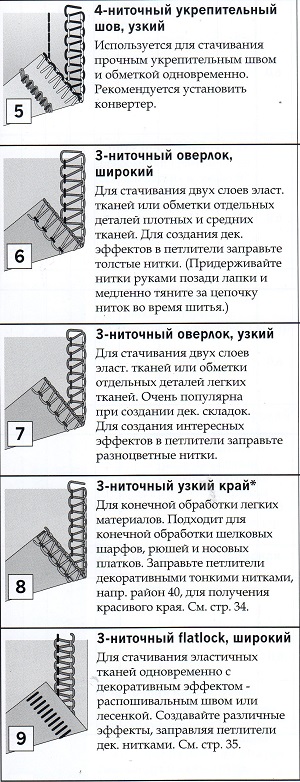 4-ниточный укрепительный
шов, узкий
Используется для стачивания
прочным укрепительным швом
и обметкой одновременно.
Рекомендуется установить
конвертер.
5
3-ниточный оверлок,
широкий
Для стачивания двух слоев эласт.
тканей или обметки отдельных
деталей плотных и средних
тканей. Для создания дек.
эффектов в петлители заправьте
толстые нитки. (Придерживайте
нитки руками позади лапки и
медленно тяните за цепочку
ниток во время шитья.)
6
3-ниточный оверлок, узкий
Для стачивания двух слоев
эласт. тканей или обметки
отдельных деталей легких
тканей. Очень популярна
при создании дек. складок.
Для создания интересных
эффектов в петлители заправьте
разноцветные нитки.
7
3-ниточный узкий край*
Для конечной обработки легких
материалов. Подходит для
конечной обработки шелковых
шарфов, рюшей и носовых
платков. Заправьте петлители
декоративными тонкими нитками,
напр. район 40, для получения
красивого края. См. стр. 34.
8
3-ниточный flatlock, широкий
Для стачивания эластичных
тканей одновременно с
декоративным эффектом -
распошивальным швом или
лесенкой. Создавайте различные
эффекты, заправляя петлители
дек. нитками. См. стр. 35.
9